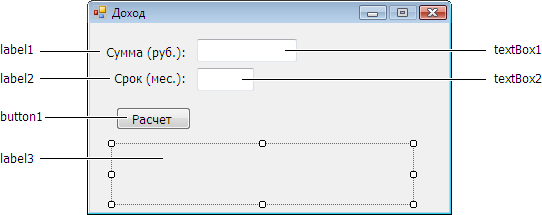 Доход
label1
Сумма (руб.):
textBox1
label2
Срок (мес.):
textBox2
button1
Расчет
label3